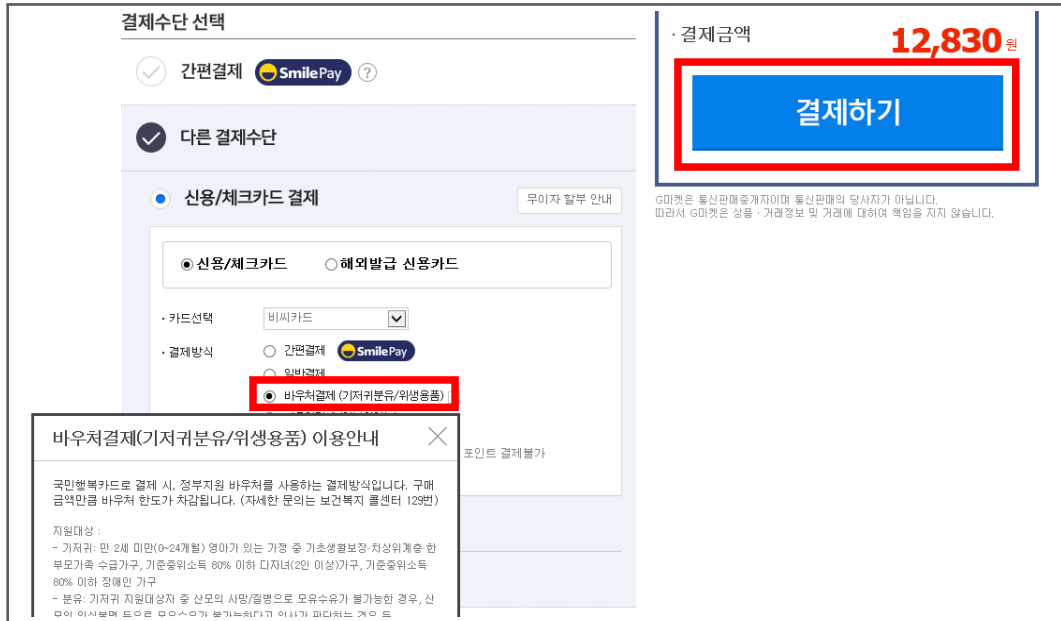 결제수단 선택
간편결제 SmilePay ?
다른 결제수단
신용/체크카드 결제
무이자 할부 안내
신용/체크카드
해외발급 신용카드
· 카드선택
비씨카드
· 결제방식
간편결제 SmilePay
일반결제
바우처결제 (기저귀분유/위생용품)
포인트 결제불가
바우처결제(기저귀분유/위생용품) 이용안내
국민행복카드로 결제 시, 정부지원 바우처를 사용하는 결제방식입니다. 구매
금액만큼 바우처 한도가 차감됩니다. (자세한 문의는 보건복지 콜센터 129번)
지원대상 :
- 기저귀: 만 2세 미만(0~24개월) 영아가 있는 가정 중 기초생활보장·차상위계층·한
부모가족 수급가구, 기준중위소득 80% 이하 다자녀(2인 이상)가구, 기준중위소득
80% 이하 장애인 가구
- 분유: 기저귀 지원대상자 중 산모의 사망/질병으로 모유수유가 불가능한 경우, 산
· 결제금액
12,830 원
결제하기
G마켓은 통신판매중개자이며 통신판매의 당사자가 아닙니다.
따라서 G마켓은 상품 · 거래정보 및 거래에 대하여 책임을 지지 않습니다.